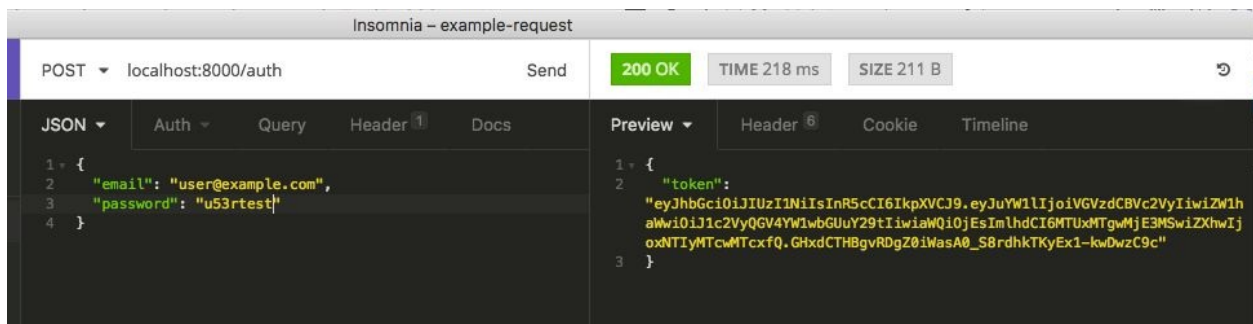 Insomnia – example-request
POST localhost:8000/auth Send
200 OK TIME 218 ms SIZE 211 B
JSON Auth Query Header 1 Docs
Preview Header 6 Cookie Timeline
1 {
2 "email": "user@example.com",
3 "password": "u53rtest"
4 }
1 {
2 "token":
"eyJhbGciOiJIUzI1NiIsInR5cCI6IkpXVCJ9.eyJuYW1lIjoiVGVzdCBVc2VyIiwiZW1h
aWwiOiJ1c2VyQGV4YW1wbGUuY29tIiwiaWQiOjEsImlhdCI6MTUxMTgwMjE3MSwiZXhwIj
oxNTIyMTcwMTcxfQ.GHxdCTHBgvRDgZ0iWasA0_S8rdhkTKyEx1-kwDwzC9c"
3 }